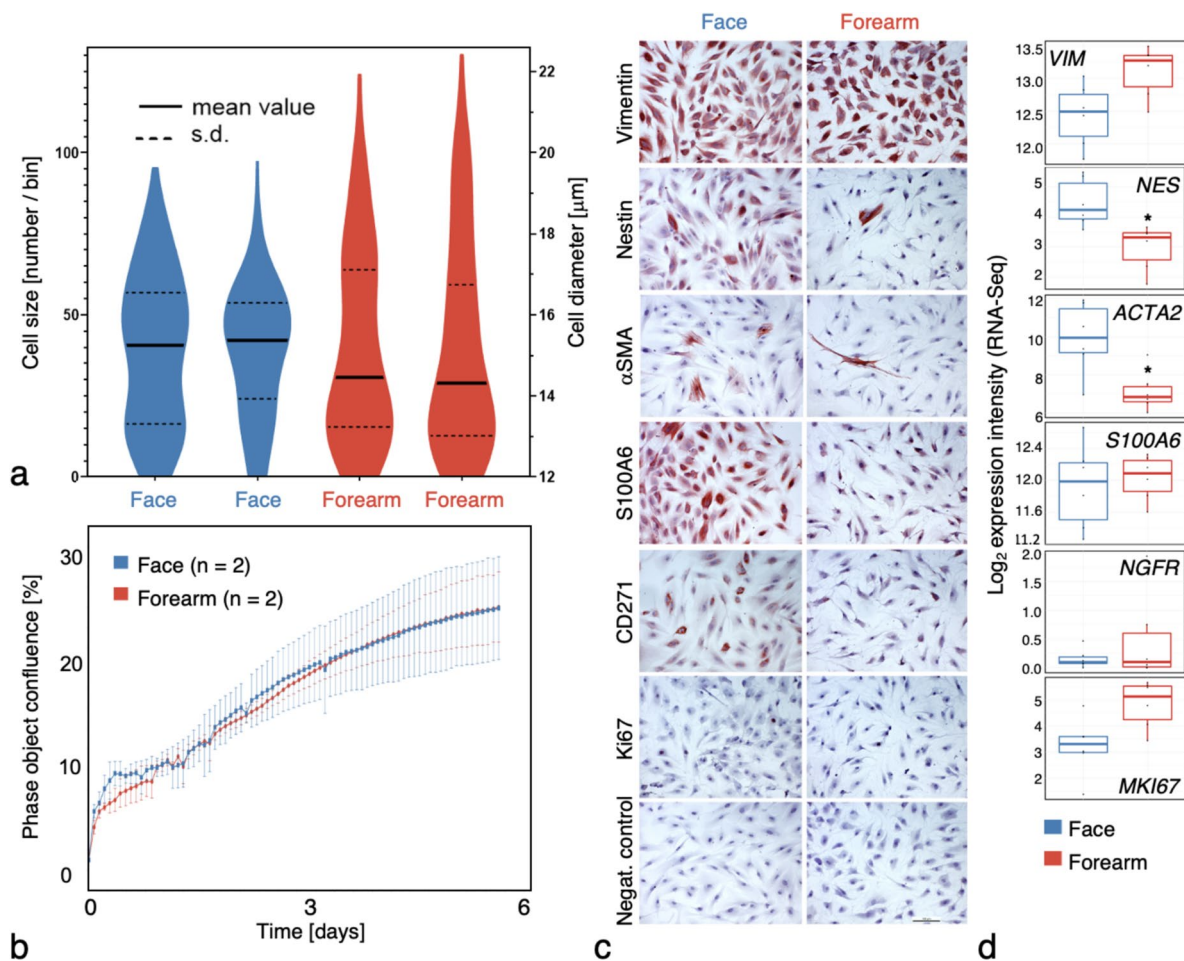 mean value
s.d.
Cell size [number / bin]
100
50
0
22
20
18
16
14
12
Cell diameter [μm]
Face
Face
Forearm
Forearm
a
Face (n = 2)
Forearm (n = 2)
Phase object confluence [%]
30
20
10
0
0
3
6
Time [days]
b
Face
Forearm
Vimentin
Nestin
αSMA
S100A6
CD271
Ki67
Negat. control
c
Log₂ expression intensity (RNA-Seq)
VIM
13.5
13.0
12.5
12.0
NES
5
4
3
2
*
ACTA2
12
10
8
6
*
S100A6
12.4
12.0
11.6
11.2
NGFR
2.0
1.0
0.5
0.0
5
4
3
2
MKI67
Face
Forearm
d